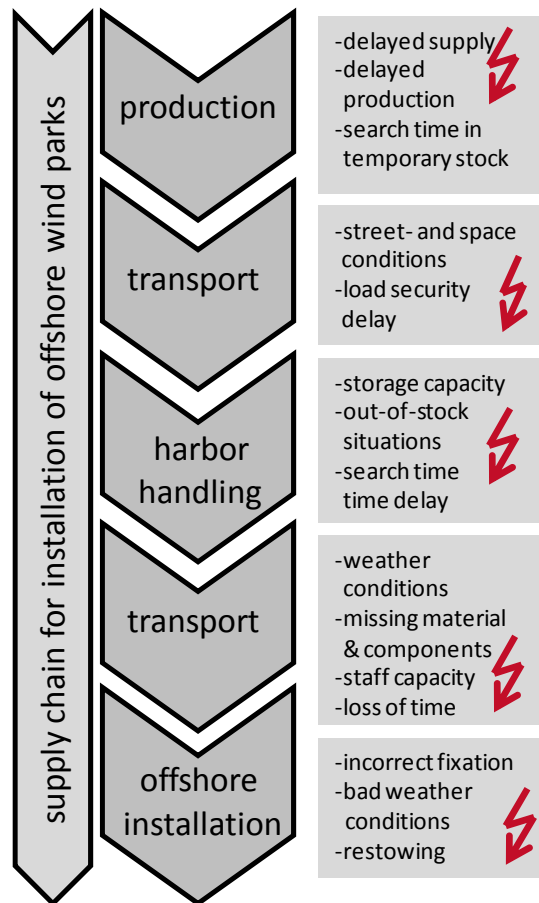 supply chain for installation of offshore wind parks
production
-delayed supply
-delayed
production
-search time in
temporary stock
transport
-street- and space
conditions
-load security
delay
harbor
handling
-storage capacity
-out-of-stock
situations
-search time
time delay
transport
-weather
conditions
-missing material
& components
-staff capacity
-loss of time
offshore
installation
-incorrect fixation
-bad weather
conditions
-restowing